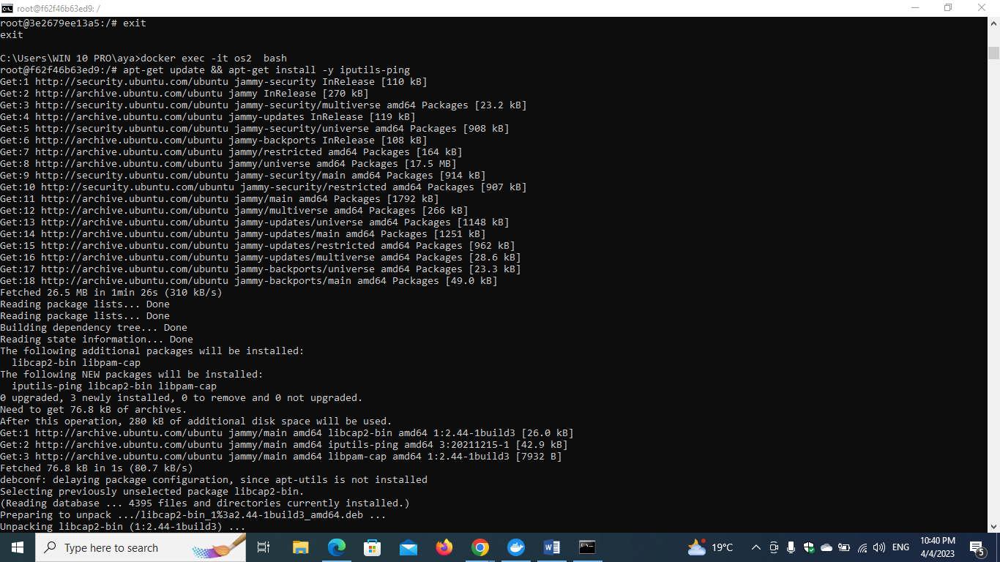 root@f62f46b63ed9: /
root@3e2679ee13a5:/# exit
exit
C:\Users\WIN 10 PRO\aya>docker exec -it os2  bash
root@f62f46b63ed9:/# apt-get update && apt-get install -y iputils-ping
Get:1 http://security.ubuntu.com/ubuntu jammy-security InRelease [110 kB]
Get:2 http://archive.ubuntu.com/ubuntu jammy InRelease [270 kB]
Get:3 http://security.ubuntu.com/ubuntu jammy-security/multiverse amd64 Packages [23.2 kB]
Get:4 http://archive.ubuntu.com/ubuntu jammy-updates InRelease [119 kB]
Get:5 http://security.ubuntu.com/ubuntu jammy-security/universe amd64 Packages [908 kB]
Get:6 http://archive.ubuntu.com/ubuntu jammy-backports InRelease [108 kB]
Get:7 http://archive.ubuntu.com/ubuntu jammy/restricted amd64 Packages [164 kB]
Get:8 http://archive.ubuntu.com/ubuntu jammy/universe amd64 Packages [17.5 MB]
Get:9 http://security.ubuntu.com/ubuntu jammy-security/main amd64 Packages [914 kB]
Get:10 http://security.ubuntu.com/ubuntu jammy-security/restricted amd64 Packages [907 kB]
Get:11 http://archive.ubuntu.com/ubuntu jammy/main amd64 Packages [1792 kB]
Get:12 http://archive.ubuntu.com/ubuntu jammy/multiverse amd64 Packages [266 kB]
Get:13 http://archive.ubuntu.com/ubuntu jammy-updates/universe amd64 Packages [1148 kB]
Get:14 http://archive.ubuntu.com/ubuntu jammy-updates/main amd64 Packages [1251 kB]
Get:15 http://archive.ubuntu.com/ubuntu jammy-updates/restricted amd64 Packages [962 kB]
Get:16 http://archive.ubuntu.com/ubuntu jammy-updates/multiverse amd64 Packages [28.6 kB]
Get:17 http://archive.ubuntu.com/ubuntu jammy-backports/universe amd64 Packages [23.3 kB]
Get:18 http://archive.ubuntu.com/ubuntu jammy-backports/main amd64 Packages [49.0 kB]
Fetched 26.5 MB in 1min 26s (310 kB/s)
Reading package lists... Done
Reading package lists... Done
Building dependency tree... Done
Reading state information... Done
The following additional packages will be installed:
  libcap2-bin libpam-cap
The following NEW packages will be installed:
  iputils-ping libcap2-bin libpam-cap
0 upgraded, 3 newly installed, 0 to remove and 0 not upgraded.
Need to get 76.8 kB of archives.
After this operation, 280 kB of additional disk space will be used.
Get:1 http://archive.ubuntu.com/ubuntu jammy/main amd64 libcap2-bin amd64 1:2.44-1build3 [26.0 kB]
Get:2 http://archive.ubuntu.com/ubuntu jammy/main amd64 iputils-ping amd64 3:20211215-1 [42.9 kB]
Get:3 http://archive.ubuntu.com/ubuntu jammy/main amd64 libpam-cap amd64 1:2.44-1build3 [7932 B]
Fetched 76.8 kB in 1s (80.7 kB/s)
debconf: delaying package configuration, since apt-utils is not installed
Selecting previously unselected package libcap2-bin.
(Reading database ... 4395 files and directories currently installed.)
Preparing to unpack .../libcap2-bin_1%3a2.44-1build3_amd64.deb ...
Unpacking libcap2-bin (1:2.44-1build3) ...
Type here to search
19°C
ENG
10:40 PM
4/4/2023
5